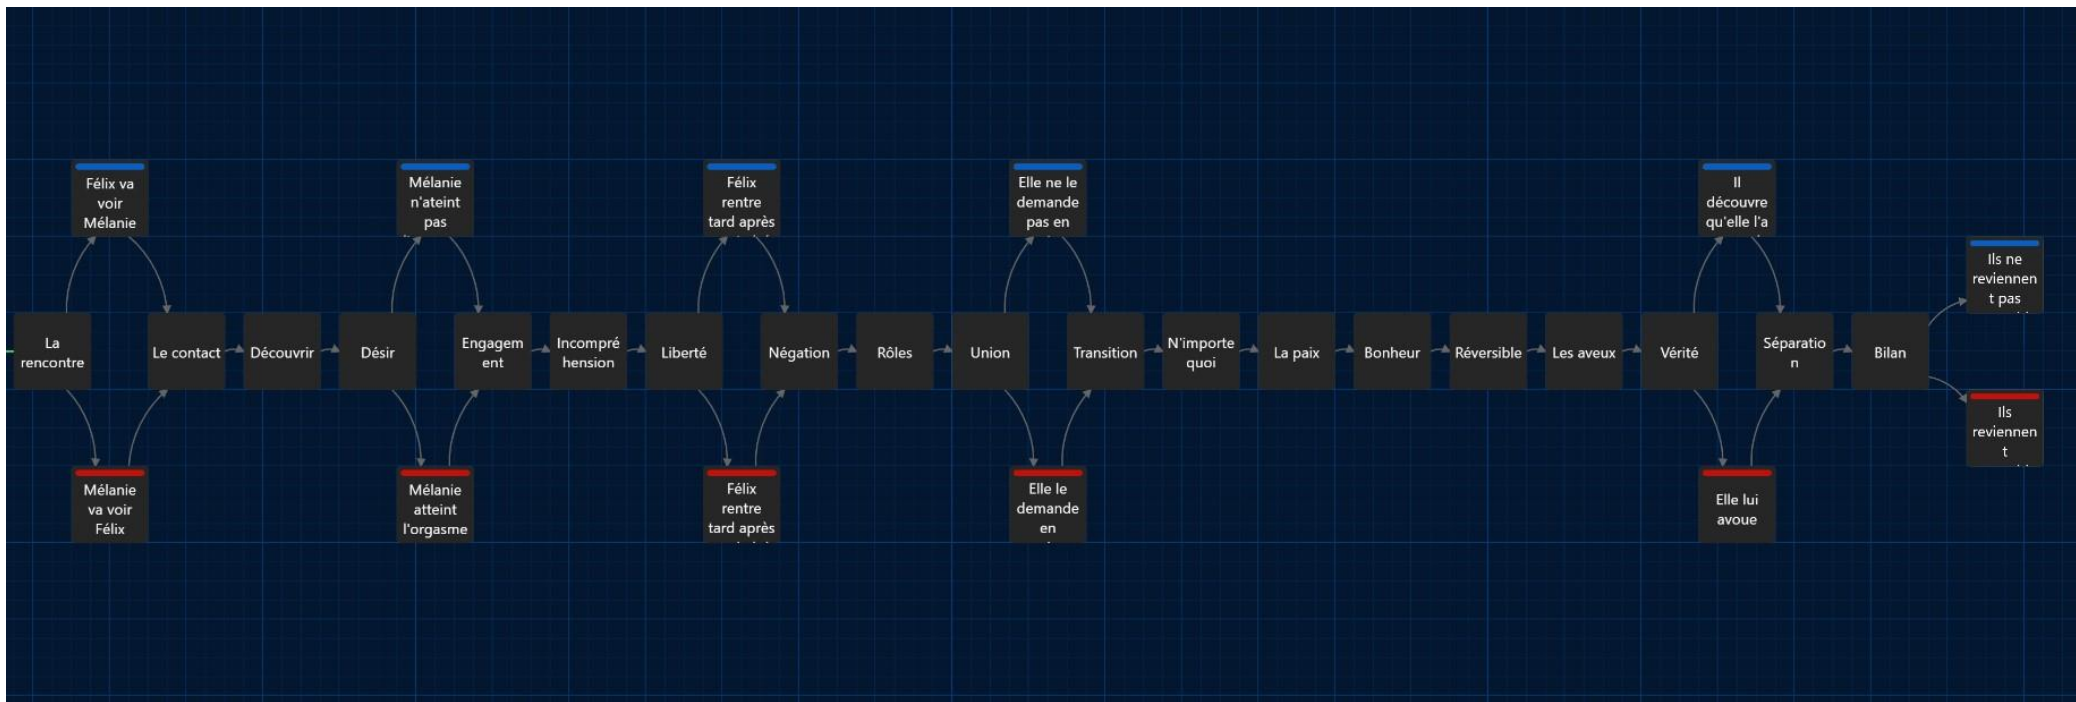 Félix va
voir
Mélanie
Mélanie
n'ateint
pas
Félix
rentre
tard après
Elle ne le
demande
pas en
Il
découvre
qu'elle l'a
Ils ne
reviennen
t pas
La
rencontre
Le contact
Découvrir
Désir
Engagem
ent
Incompré
hension
Liberté
Négation
Rôles
Union
Transition
N'importe
quoi
La paix
Bonheur
Réversible
Les aveux
Vérité
Séparatio
n
Bilan
Ils
reviennen
t
Mélanie
va voir
Félix
Mélanie
atteint
l'orgasme
Félix
rentre
tard après
Elle le
demande
en
Elle lui
avoue